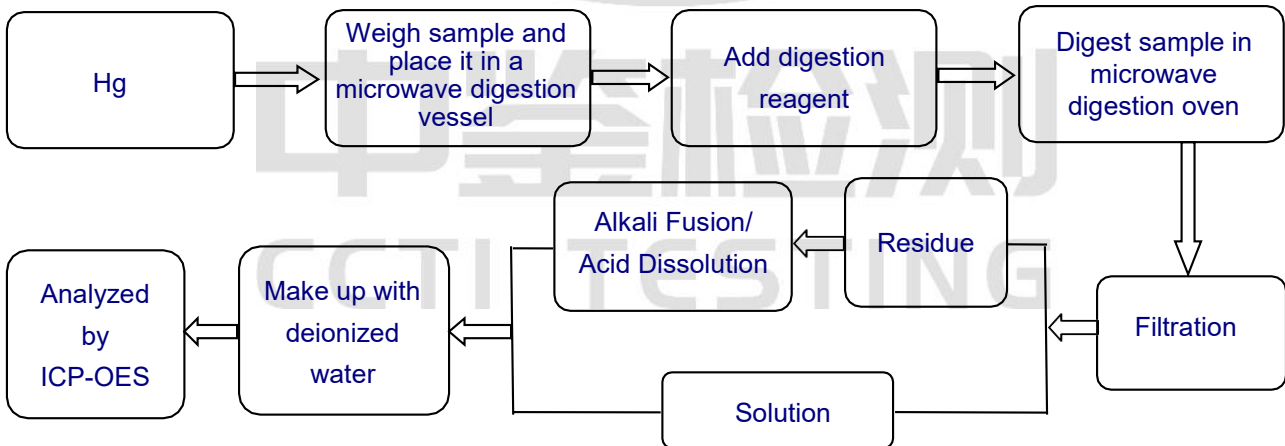 Hg
Weigh sample and
place it in a
microwave digestion
vessel
Add digestion
reagent
Digest sample in
microwave
digestion oven
中鉴检测
CCTI TESTING
Alkali Fusion/
Acid Dissolution
Residue
Filtration
Analyzed
by
ICP-OES
Make up with
deionized
water
Solution